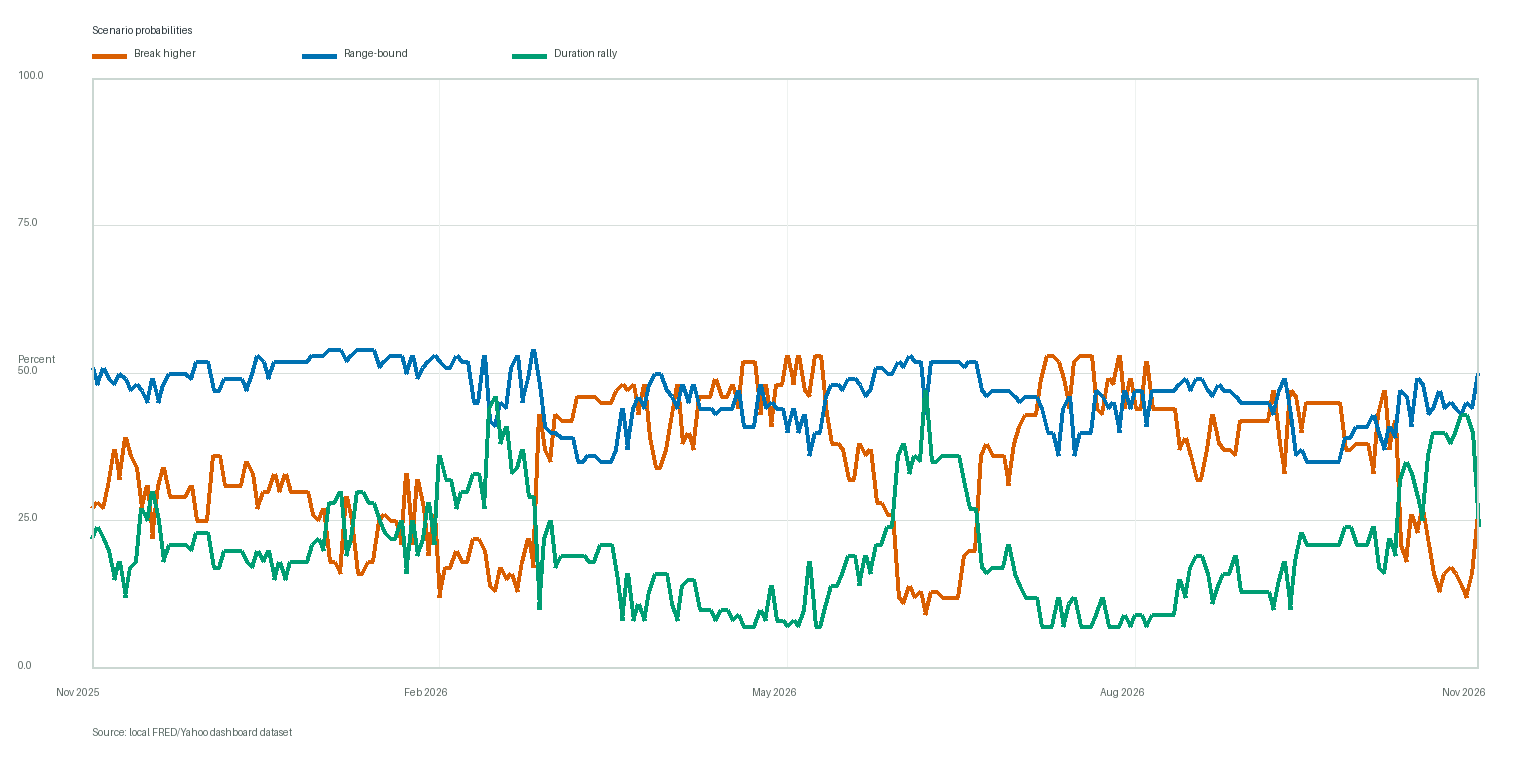 Scenario probabilities
Break higher
Range-bound
Duration rally
100.0
75.0
Percent
50.0
25.0
0.0
Nov 2025
Feb 2026
May 2026
Aug 2026
Nov 2026
Source: local FRED/Yahoo dashboard dataset